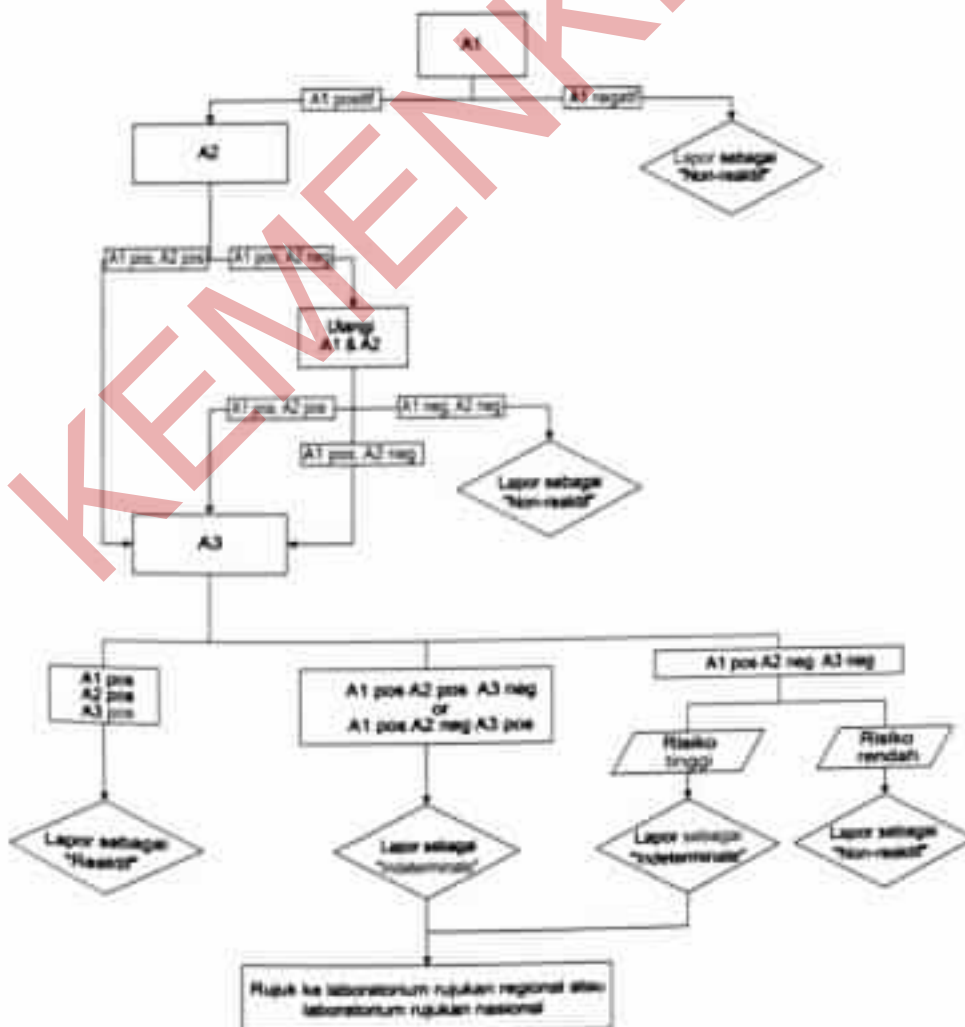 A1
A1 positif
A1 negatif
A2
Lapor sebagai
"Non-reaktif"
A1 pos, A2 pos
A1 pos, A2 neg
Ulangi
A1 & A2
A1 pos, A2 pos
A1 neg, A2 neg
A1 pos, A2 neg
Lapor sebagai
"Non-reaktif"
A3
A1 pos
A2 pos
A3 pos
A1 pos A2 pos A3 neg
or
A1 pos A2 neg A3 pos
A1 pos A2 neg A3 neg
Risiko
tinggi
Risiko
rendah
Lapor sebagai
"Reaktif"
Lapor sebagai
"Indeterminate"
Lapor sebagai
"Indeterminate"
Lapor sebagai
"Non-reaktif"
Rujuk ke laboratorium rujukan regional atau
laboratorium rujukan nasional